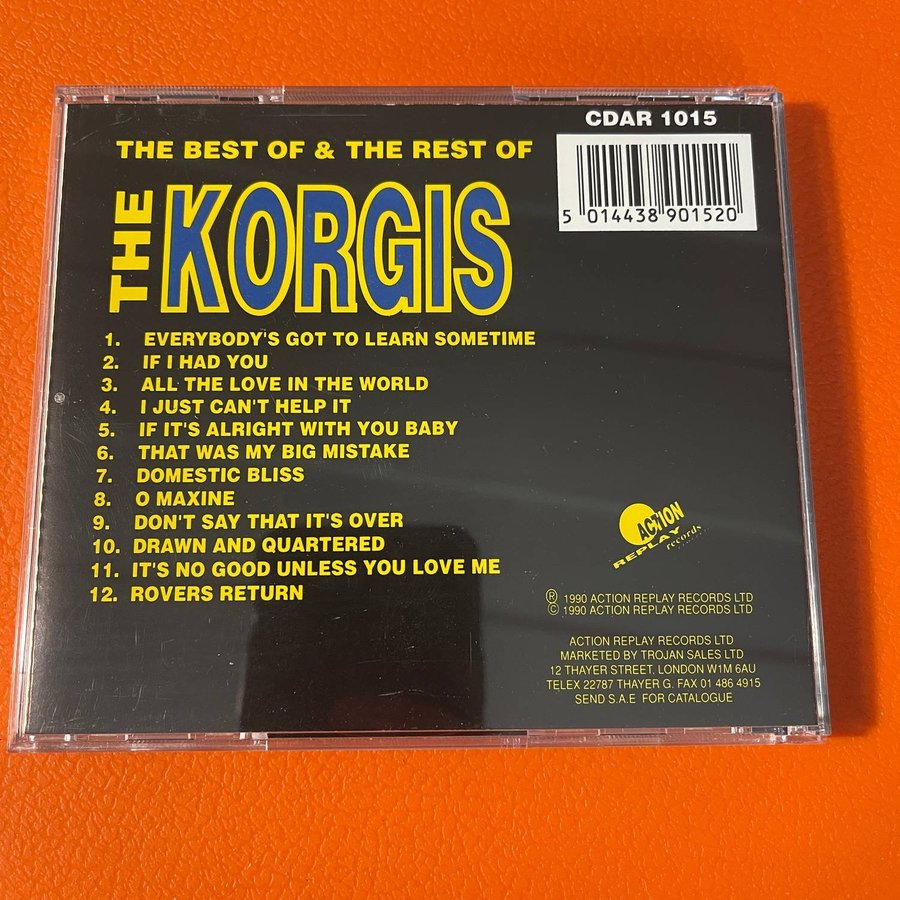 CDAR 1015
5 014438 901520
THE BEST OF & THE REST OF
THE KORGIS
1. EVERYBODY'S GOT TO LEARN SOMETIME
2. IF I HAD YOU
3. ALL THE LOVE IN THE WORLD
4. I JUST CAN'T HELP IT
5. IF IT'S ALRIGHT WITH YOU BABY
6. THAT WAS MY BIG MISTAKE
7. DOMESTIC BLISS
8. O MAXINE
9. DON'T SAY THAT IT'S OVER
10. DRAWN AND QUARTERED
11. IT'S NO GOOD UNLESS YOU LOVE ME
12. ROVERS RETURN
ACTION
REPLAY records
Ⓡ 1990 ACTION REPLAY RECORDS LTD
© 1990 ACTION REPLAY RECORDS LTD
ACTION REPLAY RECORDS LTD
MARKETED BY TROJAN SALES LTD
12 THAYER STREET. LONDON W1M 6AU
TELEX 22787 THAYER G. FAX 01 486 4915
SEND S.A.E FOR CATALOGUE